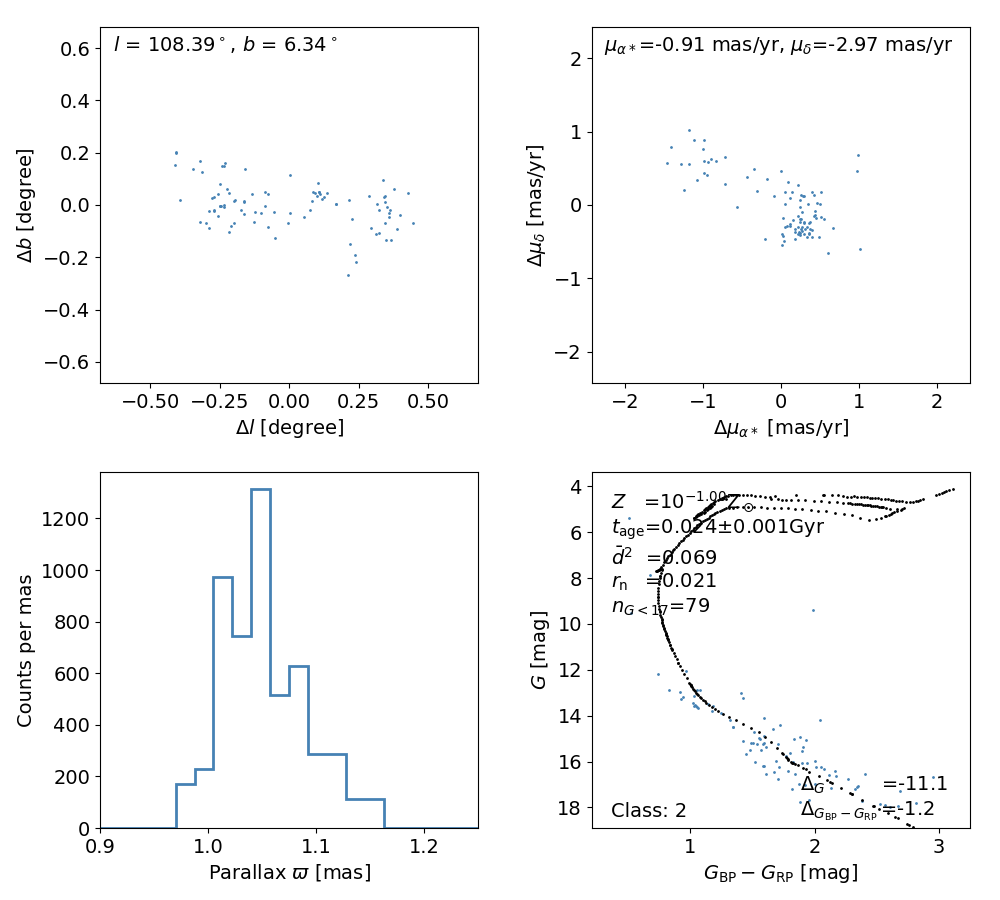 l = 108.39°, b = 6.34°
0.6
0.4
0.2
0.0
−0.2
−0.4
−0.6
Δb [degree]
−0.50 −0.25 0.00 0.25 0.50
Δl [degree]
μα*=-0.91 mas/yr, μδ=-2.97 mas/yr
2
1
0
−1
−2
Δμδ [mas/yr]
−2 −1 0 1 2
Δμα* [mas/yr]
1200
1000
800
600
400
200
0
Counts per mas
0.9 1.0 1.1 1.2
Parallax ϖ [mas]
Z =10^−1.00 Z
t_age=0.024±0.001Gyr
d̄² =0.069
r_n =0.021
n_G<17=79
Δ_G =-11.1
Δ_G_BP−G_RP=-1.2
Class: 2
4
6
8
10
12
14
16
18
G [mag]
1 2 3
G_BP − G_RP [mag]